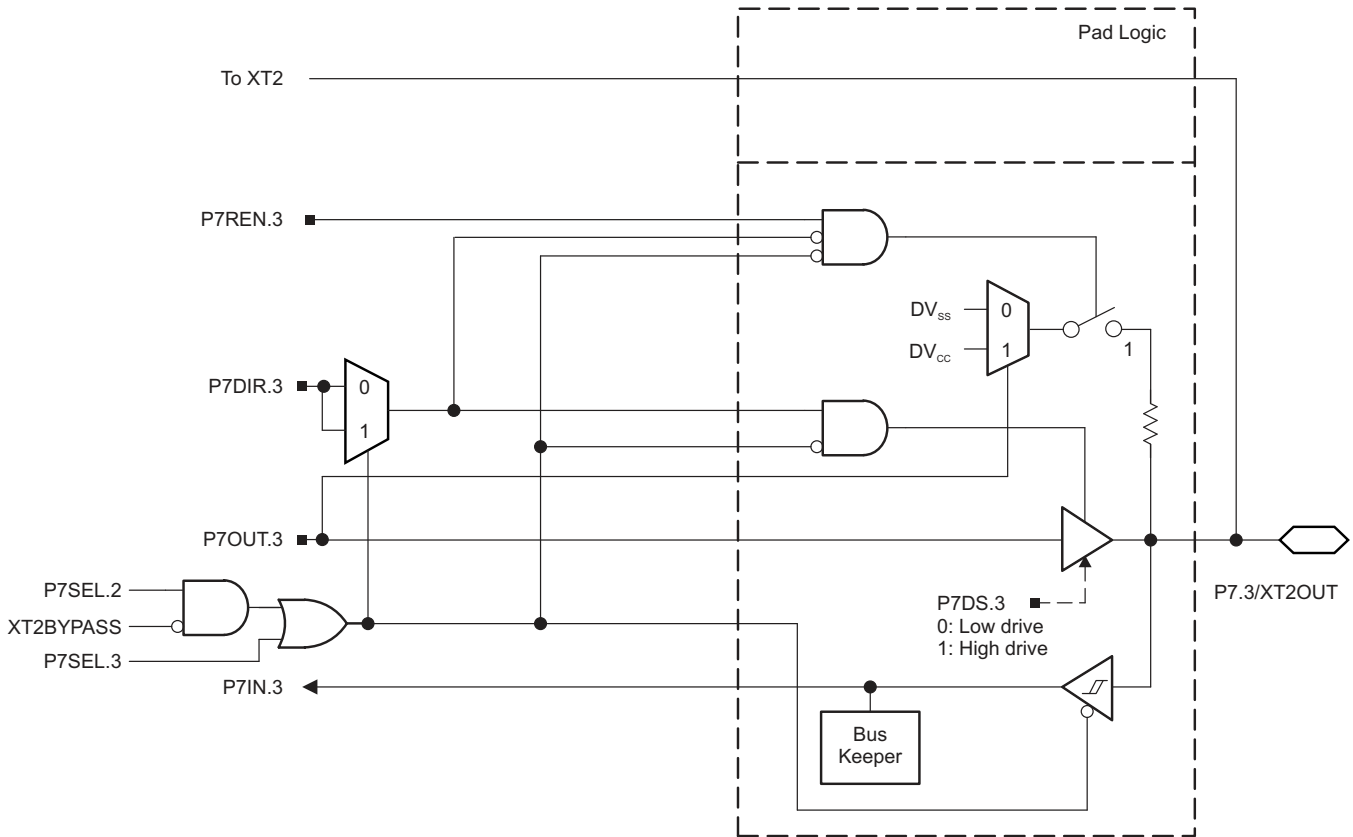 Pad Logic
To XT2
P7REN.3
DVSS
0
DVCC
1
1
P7DIR.3
0
1
P7OUT.3
P7SEL.2
XT2BYPASS
P7SEL.3
P7DS.3
0: Low drive
1: High drive
P7.3/XT2OUT
P7IN.3
Bus
Keeper